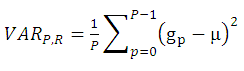 VAR_{P,R} = \frac{1}{P} \sum_{p=0}^{P-1} (g_p - μ)^2